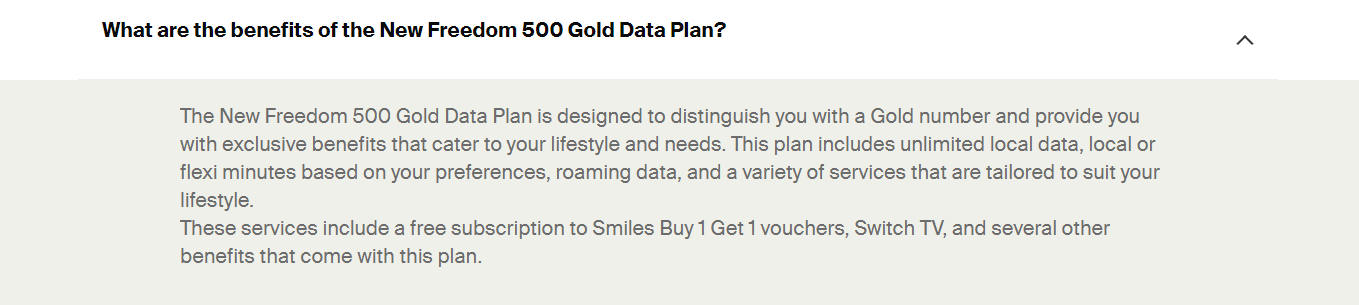 What are the benefits of the New Freedom 500 Gold Data Plan?
The New Freedom 500 Gold Data Plan is designed to distinguish you with a Gold number and provide you
with exclusive benefits that cater to your lifestyle and needs. This plan includes unlimited local data, local or
flexi minutes based on your preferences, roaming data, and a variety of services that are tailored to suit your
lifestyle.
These services include a free subscription to Smiles Buy 1 Get 1 vouchers, Switch TV, and several other
benefits that come with this plan.